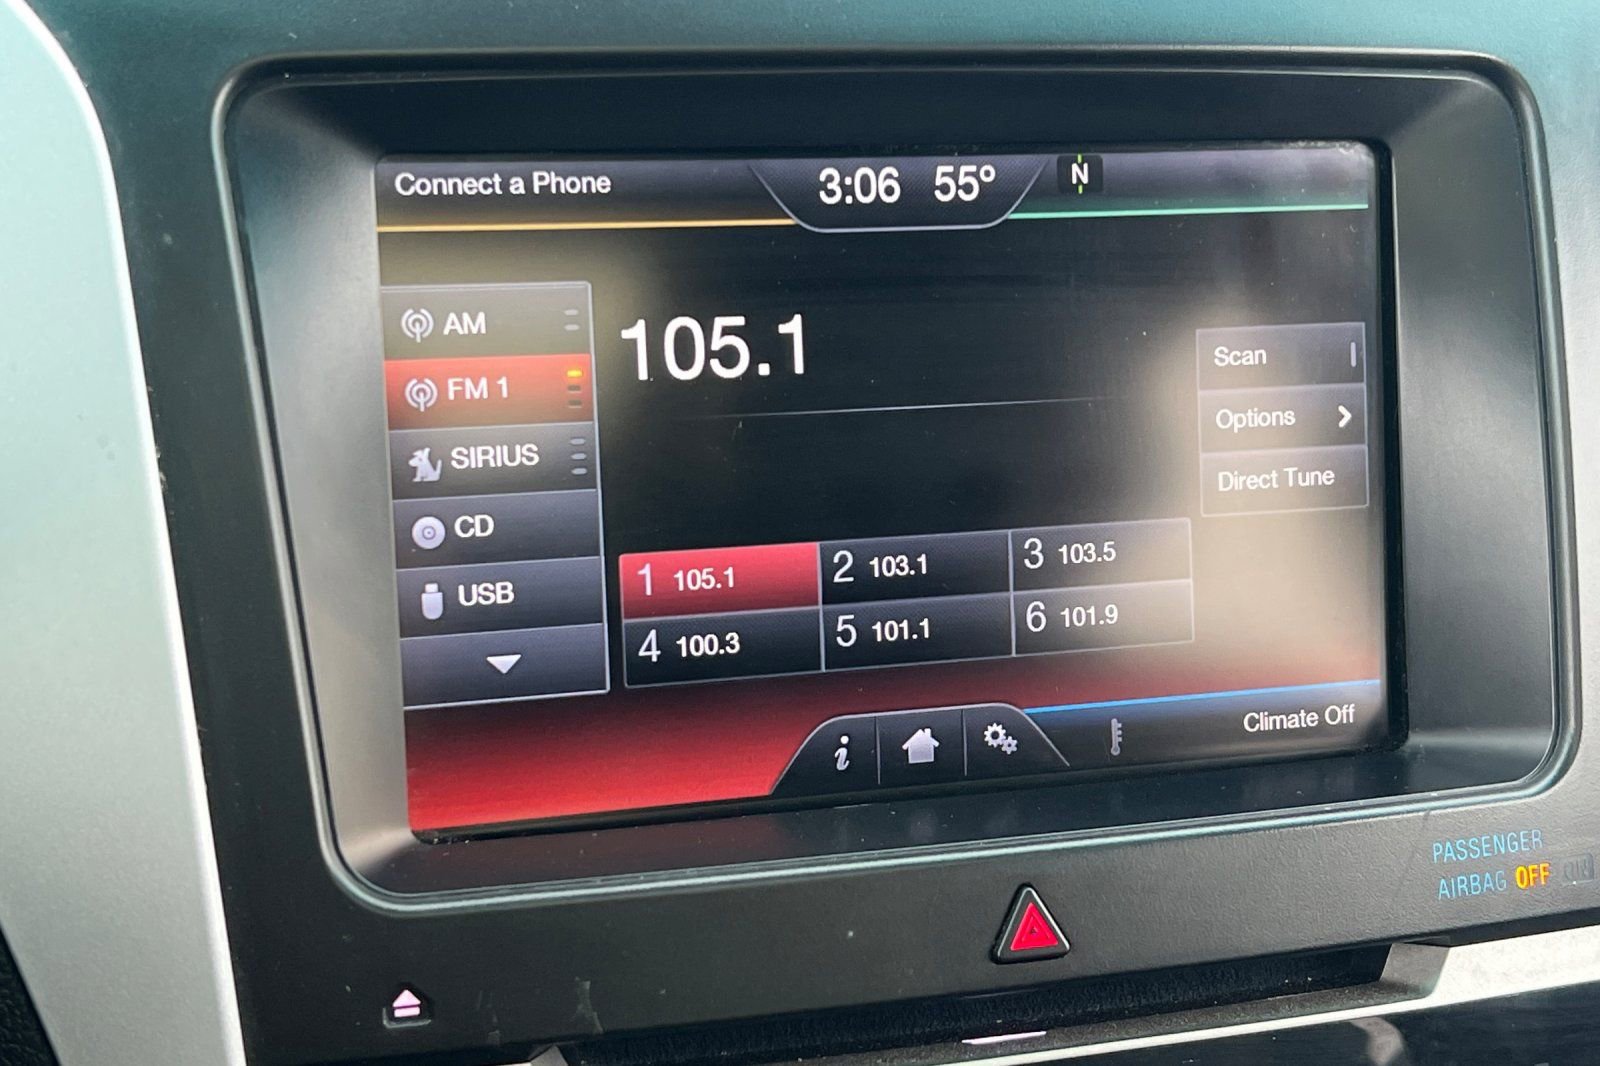 Connect a Phone
3:06 55° N
AM
FM 1
SIRIUS
CD
USB
105.1
Scan
Options
Direct Tune
1 105.1 2 103.1 3 103.5
4 100.3 5 101.1 6 101.9
i
Climate Off
PASSENGER
AIRBAG OFF ON